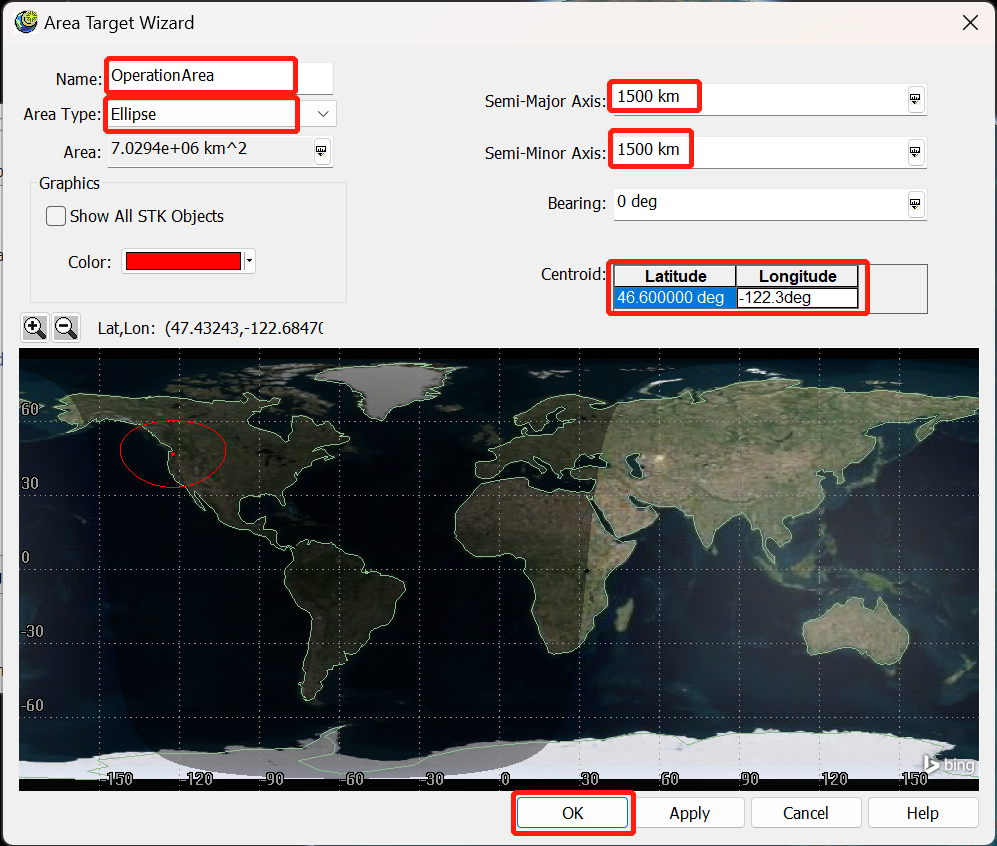 Area Target Wizard
Name: OperationArea
Area Type: Ellipse
Area: 7.0294e+06 km^2
Graphics
Show All STK Objects
Color:
Semi-Major Axis: 1500 km
Semi-Minor Axis: 1500 km
Bearing: 0 deg
Centroid: Latitude Longitude
46.600000 deg -122.3deg
Lat,Lon: (47.43243,-122.68470
60
30
0
-30
-60
-150 -120 -90 -60 -30 0 30 60 90 120 150
bing
OK Apply Cancel Help